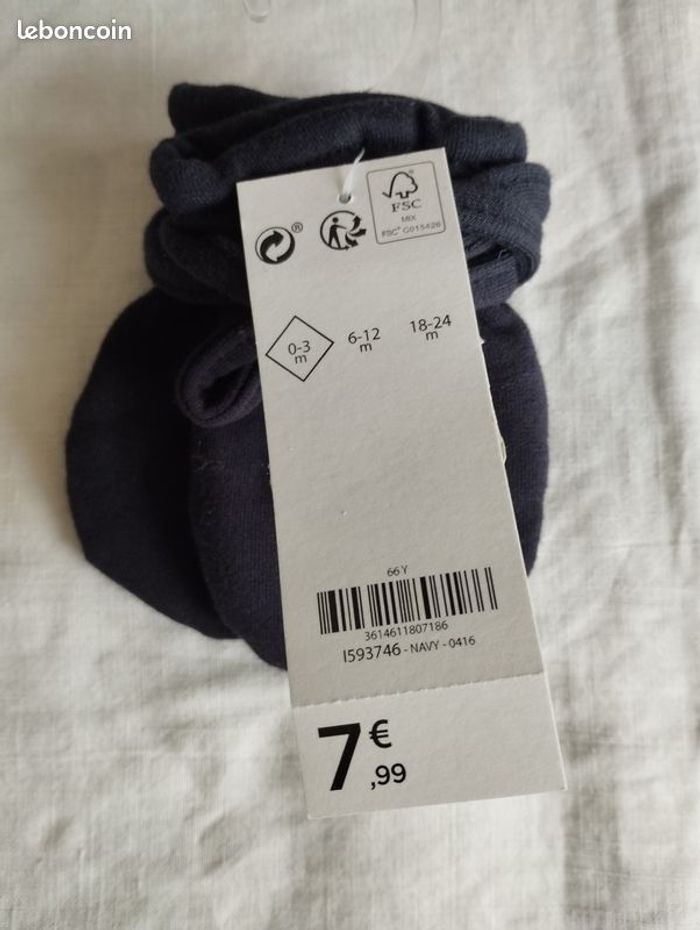 leboncoin
®
FSC
MIX
FSC® C015426
0-3
m
6-12
m
18-24
m
66 Y
3614611807186
I593746 - NAVY - 0416
7€
,99